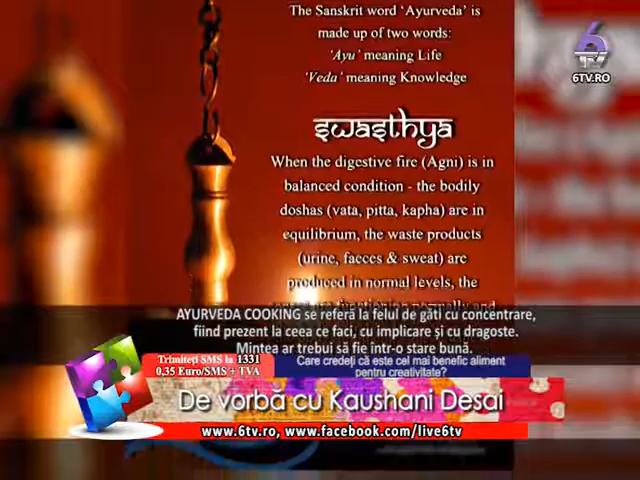 The Sanskrit word 'Ayurveda' is
made up of two words:
'Ayu' meaning Life
'Veda' meaning Knowledge
6
6TV.RO
swasthya
When the digestive fire (Agni) is in
balanced condition - the bodily
doshas (vata, pitta, kapha) are in
equilibrium, the waste products
(urine, faeces & sweat) are
produced in normal levels, the
AYURVEDA COOKING se referă la felul de găti cu concentrare,
fiind prezent la ceea ce faci, cu implicare și cu dragoste.
Mintea ar trebui să fie într-o stare bună.
Trimiteți SMS la 1331
0,35 Euro/SMS + TVA
Care credeți că este cel mai benefic aliment
pentru creativitate?
De vorbă cu Kaushani Desai
www.6tv.ro, www.facebook.com/live6tv